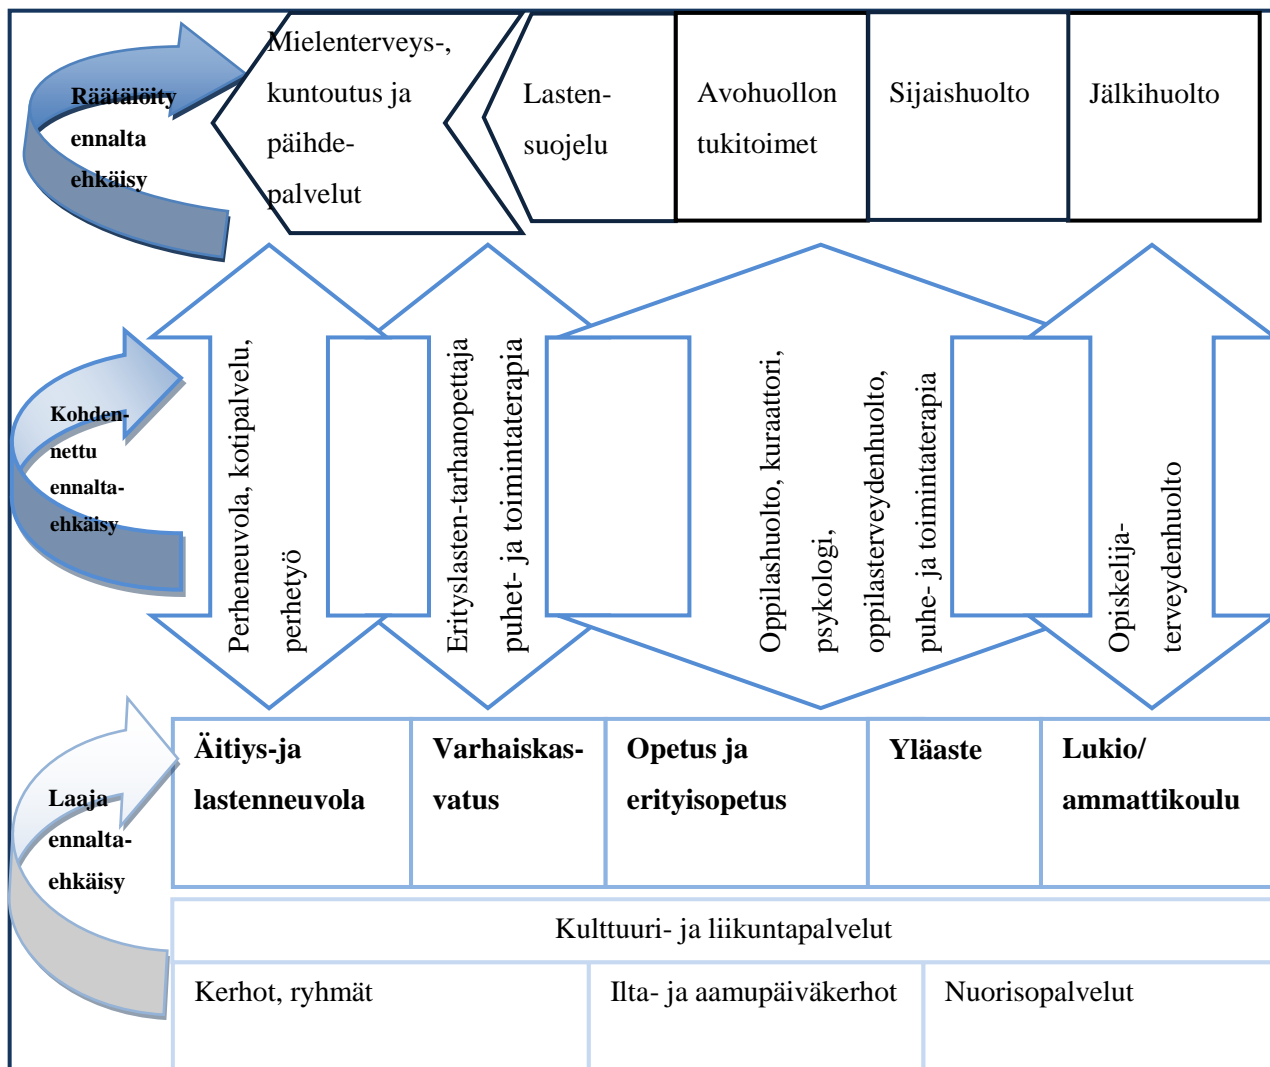 Räätälöity
ennalta
ehkäisy
Mielenterveys-,
kuntoutus ja
päihde-
palvelut
Lasten-
suojelu
Avohuollon
tukitoimet
Sijaishuolto
Jälkihuolto
Kohden-
nettu
ennalta-
ehkäisy
Perheneuvola, kotipalvelu,
perhetyö
Erityslasten-tarhanopettaja
puhet- ja toimintaterapia
Oppilashuolto, kuraattori,
psykologi,
oppilasterveydenhuolto,
puhe- ja toimintaterapia
Opiskelija-
terveydenhuolto
Laaja
ennalta-
ehkäisy
Äitiys-ja
lastenneuvola
Varhaiskas-
vatus
Opetus ja
erityisopetus
Yläaste
Lukio/
ammattikoulu
Kulttuuri- ja liikuntapalvelut
Kerhot, ryhmät
Ilta- ja aamupäiväkerhot
Nuorisopalvelut